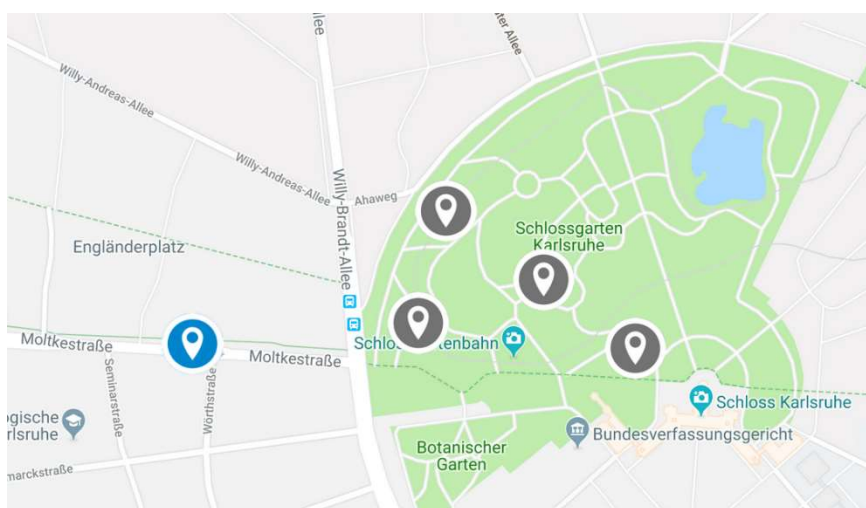 Willy-Andreas-Allee
Allee
Allee
Willy-Andreas-Allee
Ahaweg
Willy-Brandt-Allee
Engländerplatz
Schlossgarten
Karlsruhe
Moltkestraße
Moltkestraße
Schlo
tenbahn
Schloss Karlsruhe
Seminarstraße
Wörthstraße
ogische
rlsruhe
Bundesverfassungsgericht
Botanischer
Garten
marckstraße